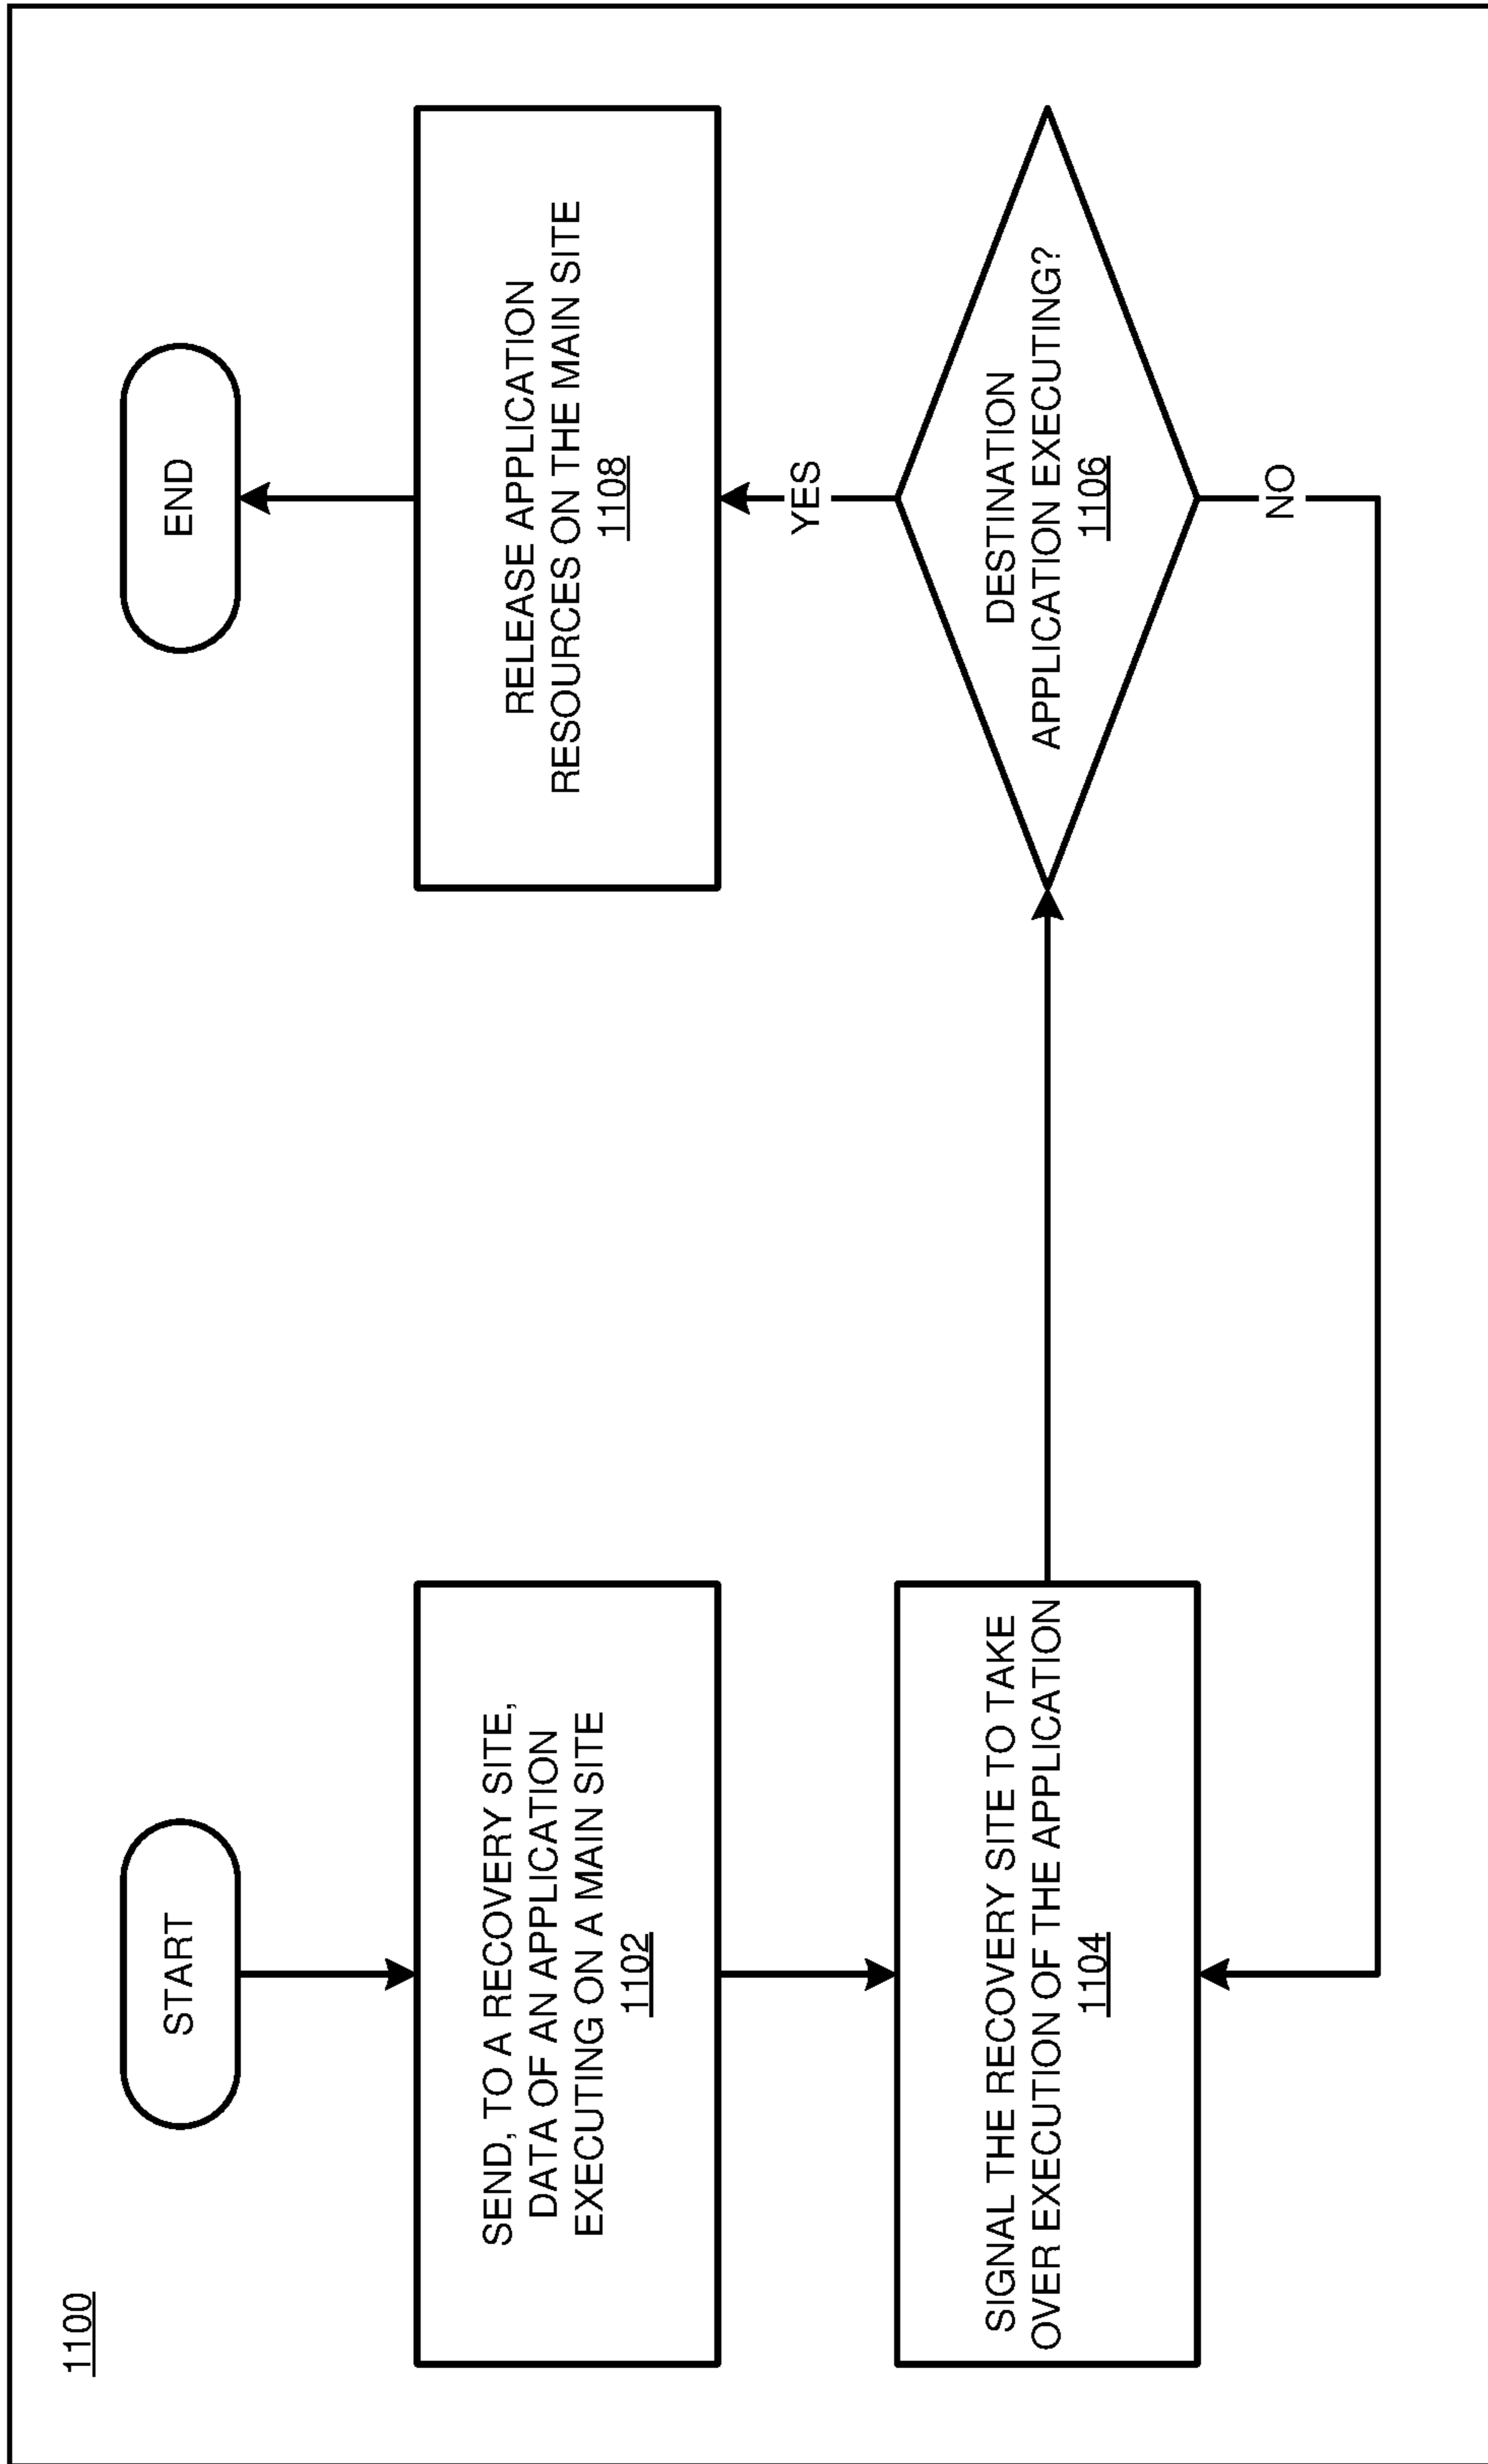 1100
START
SEND, TO A RECOVERY SITE,
DATA OF AN APPLICATION
EXECUTING ON A MAIN SITE
1102
SIGNAL THE RECOVERY SITE TO TAKE
OVER EXECUTION OF THE APPLICATION
1104
DESTINATION
APPLICATION EXECUTING?
1106
YES
NO
RELEASE APPLICATION
RESOURCES ON THE MAIN SITE
1108
END